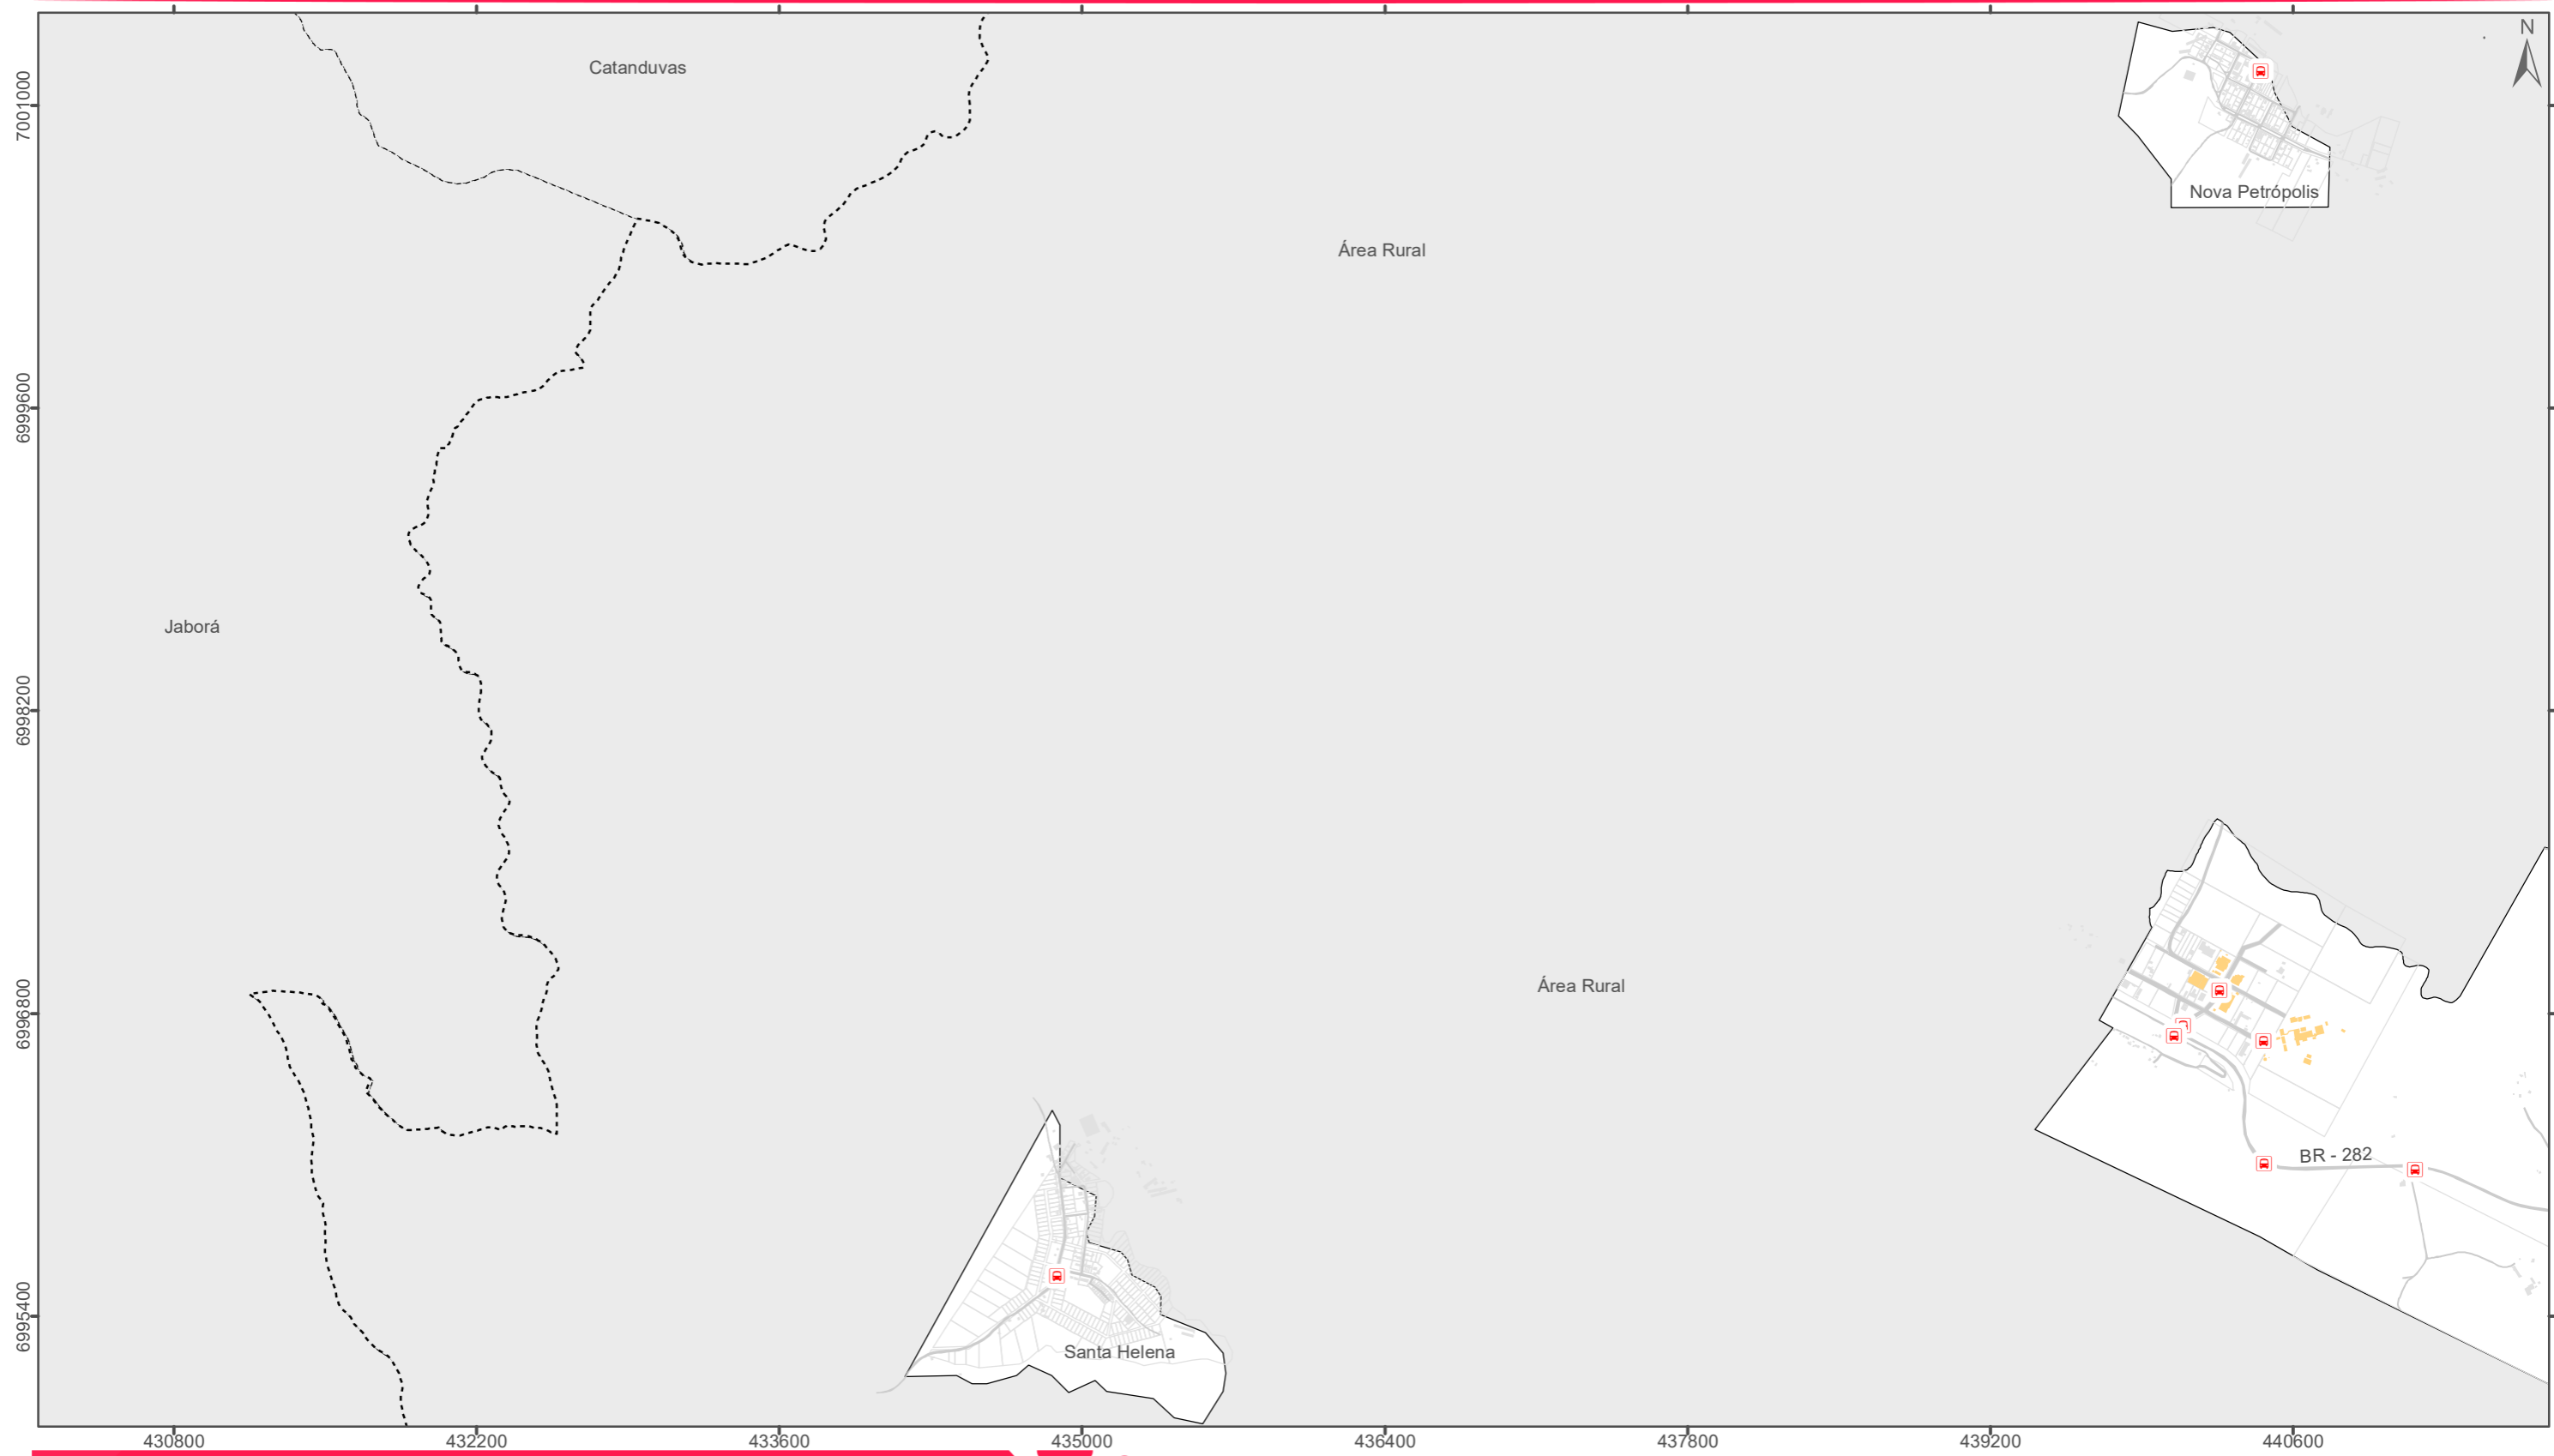 N
Catanduvas
7001000
Nova Petrópolis
Área Rural
6999600
Jaborá
6998200
Área Rural
6996800
BR - 282
6995400
Santa Helena
430800 432200 433600 435000 436400 437800 439200 440600